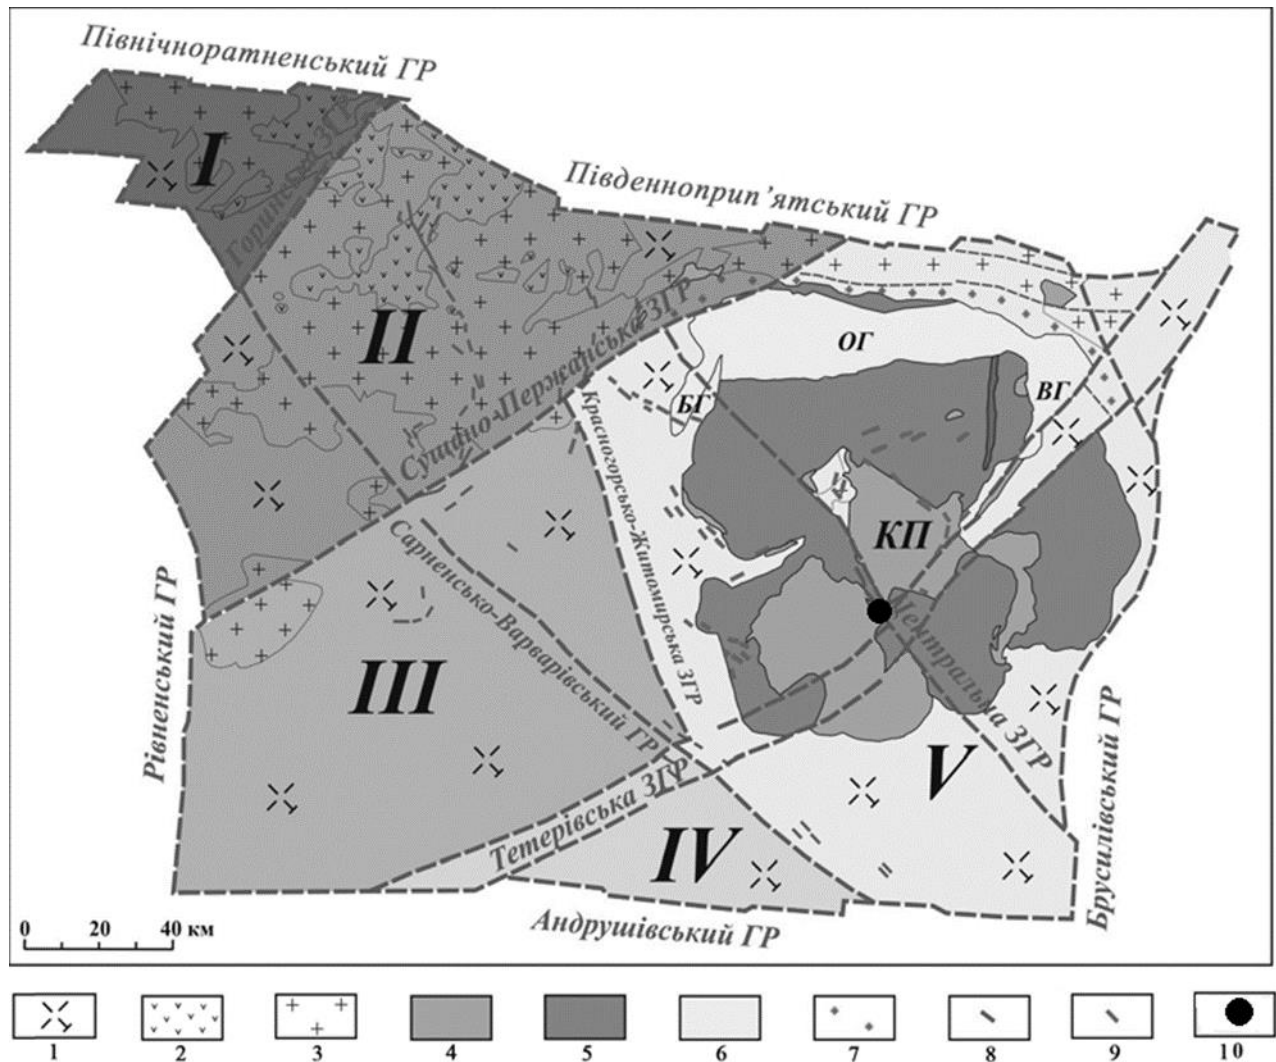 Північноратненський ГР
Південноприп’ятський ГР
I
Горинська ЗГР
II
Сущано-Пержанська ЗГР
ОГ
БГ
ВГ
КП
Красногорсько-Житомирська ЗГР
Сарненсько-Варварівський ГР
Рівненський ГР
III
Центральна ЗГР
V
Тетерівська ЗГР
IV
Брусилівський ГР
Андрушівський ГР
0 20 40 км
1 2 3 4 5 6 7 8 9 10